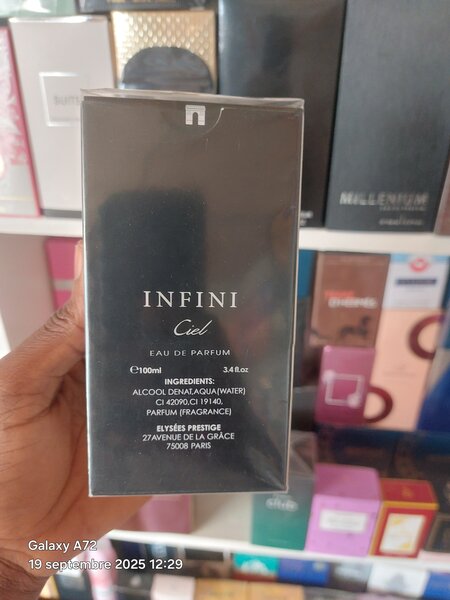 MILLENIUM
INFINI
Ciel
EAU DE PARFUM
℮100ml 3.4 fl.oz
INGREDIENTS:
ALCOOL DENAT,AQUA(WATER)
CI 42090,CI 19140,
PARFUM (FRAGRANCE)
ELYSÉES PRESTIGE
27AVENUE DE LA GRÂCE
75008 PARIS
Galaxy A72
19 septembre 2025 12:29